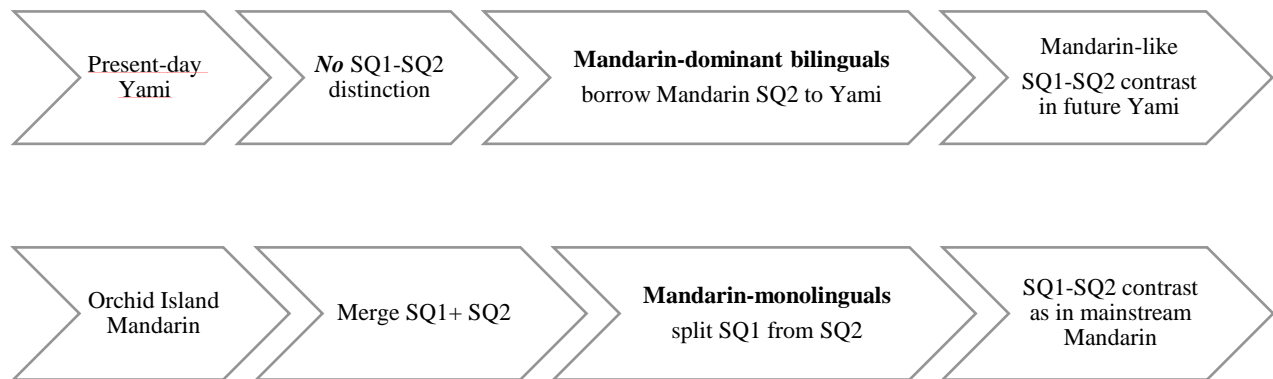 Present-day
Yami
No SQ1-SQ2
distinction
Mandarin-dominant bilinguals
borrow Mandarin SQ2 to Yami
Mandarin-like
SQ1-SQ2 contrast
in future Yami
Orchid Island
Mandarin
Merge SQ1+ SQ2
Mandarin-monolinguals
split SQ1 from SQ2
SQ1-SQ2 contrast
as in mainstream
Mandarin